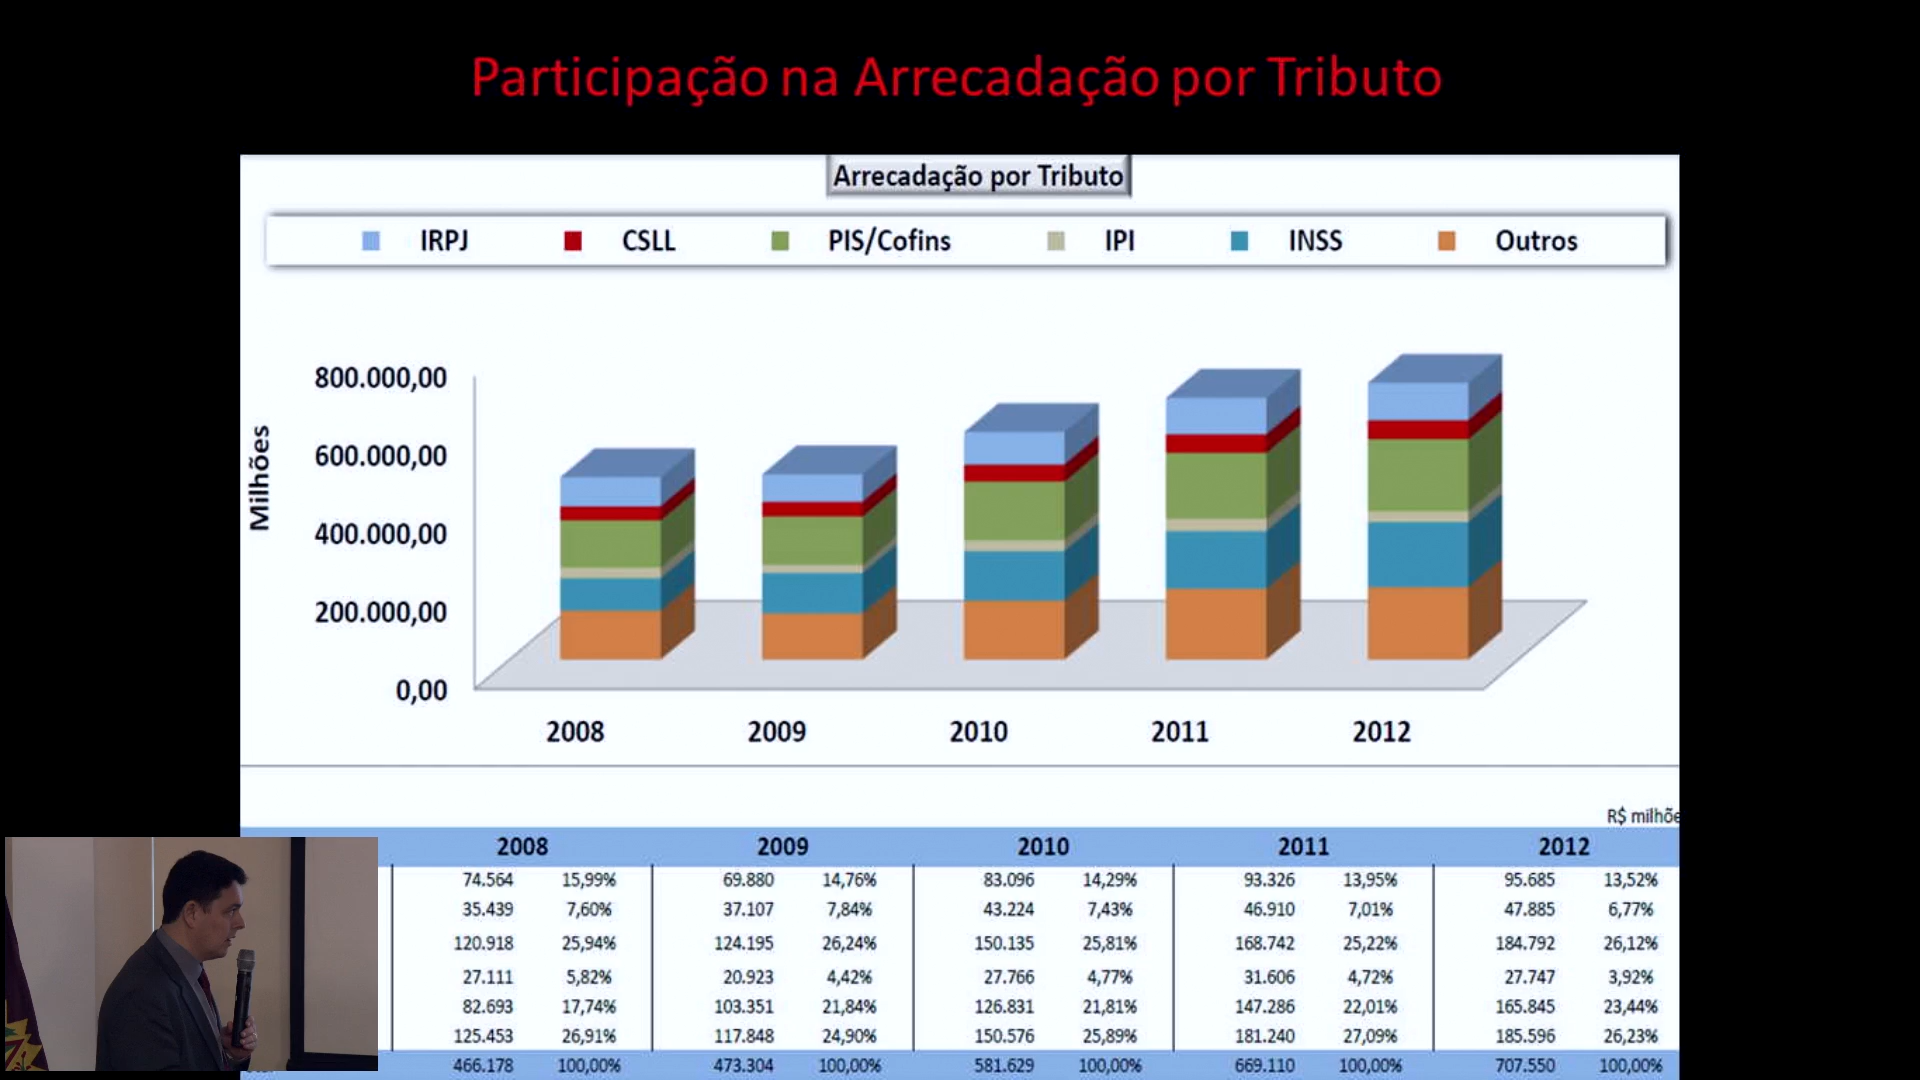 Participação na Arrecadação por Tributo
Arrecadação por Tributo
IRPJ CSLL PIS/Cofins IPI INSS Outros
800.000,00
600.000,00
400.000,00
200.000,00
0,00
Milhões
2008 2009 2010 2011 2012
R$ milhõe
2008 2009 2010 2011 2012
74.564 15,99% 69.880 14,76% 83.096 14,29% 93.326 13,95% 95.685 13,52%
35.439 7,60% 37.107 7,84% 43.224 7,43% 46.910 7,01% 47.885 6,77%
120.918 25,94% 124.195 26,24% 150.135 25,81% 168.742 25,22% 184.792 26,12%
27.111 5,82% 20.923 4,42% 27.766 4,77% 31.606 4,72% 27.747 3,92%
82.693 17,74% 103.351 21,84% 126.831 21,81% 147.286 22,01% 165.845 23,44%
125.453 26,91% 117.848 24,90% 150.576 25,89% 181.240 27,09% 185.596 26,23%
466.178 100,00% 473.304 100,00% 581.629 100,00% 669.110 100,00% 707.550 100,00%